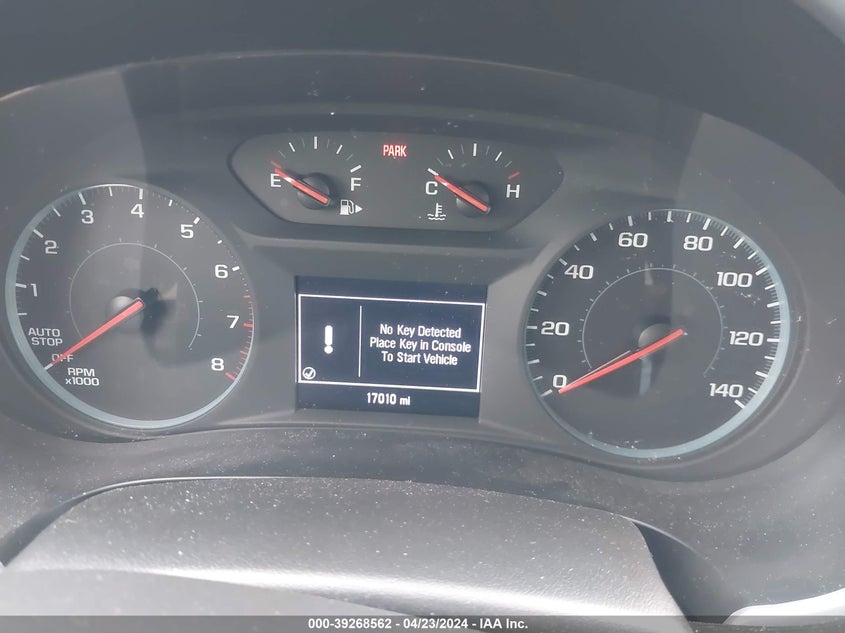 PARK
E F
C H
1 2 3 4 5 6 7 8
AUTO
STOP
OFF
RPM
x1000
No Key Detected
Place Key in Console
To Start Vehicle
17010 mi
0 20 40 60 80 100 120 140
000-39268562 - 04/23/2024 - IAA Inc.